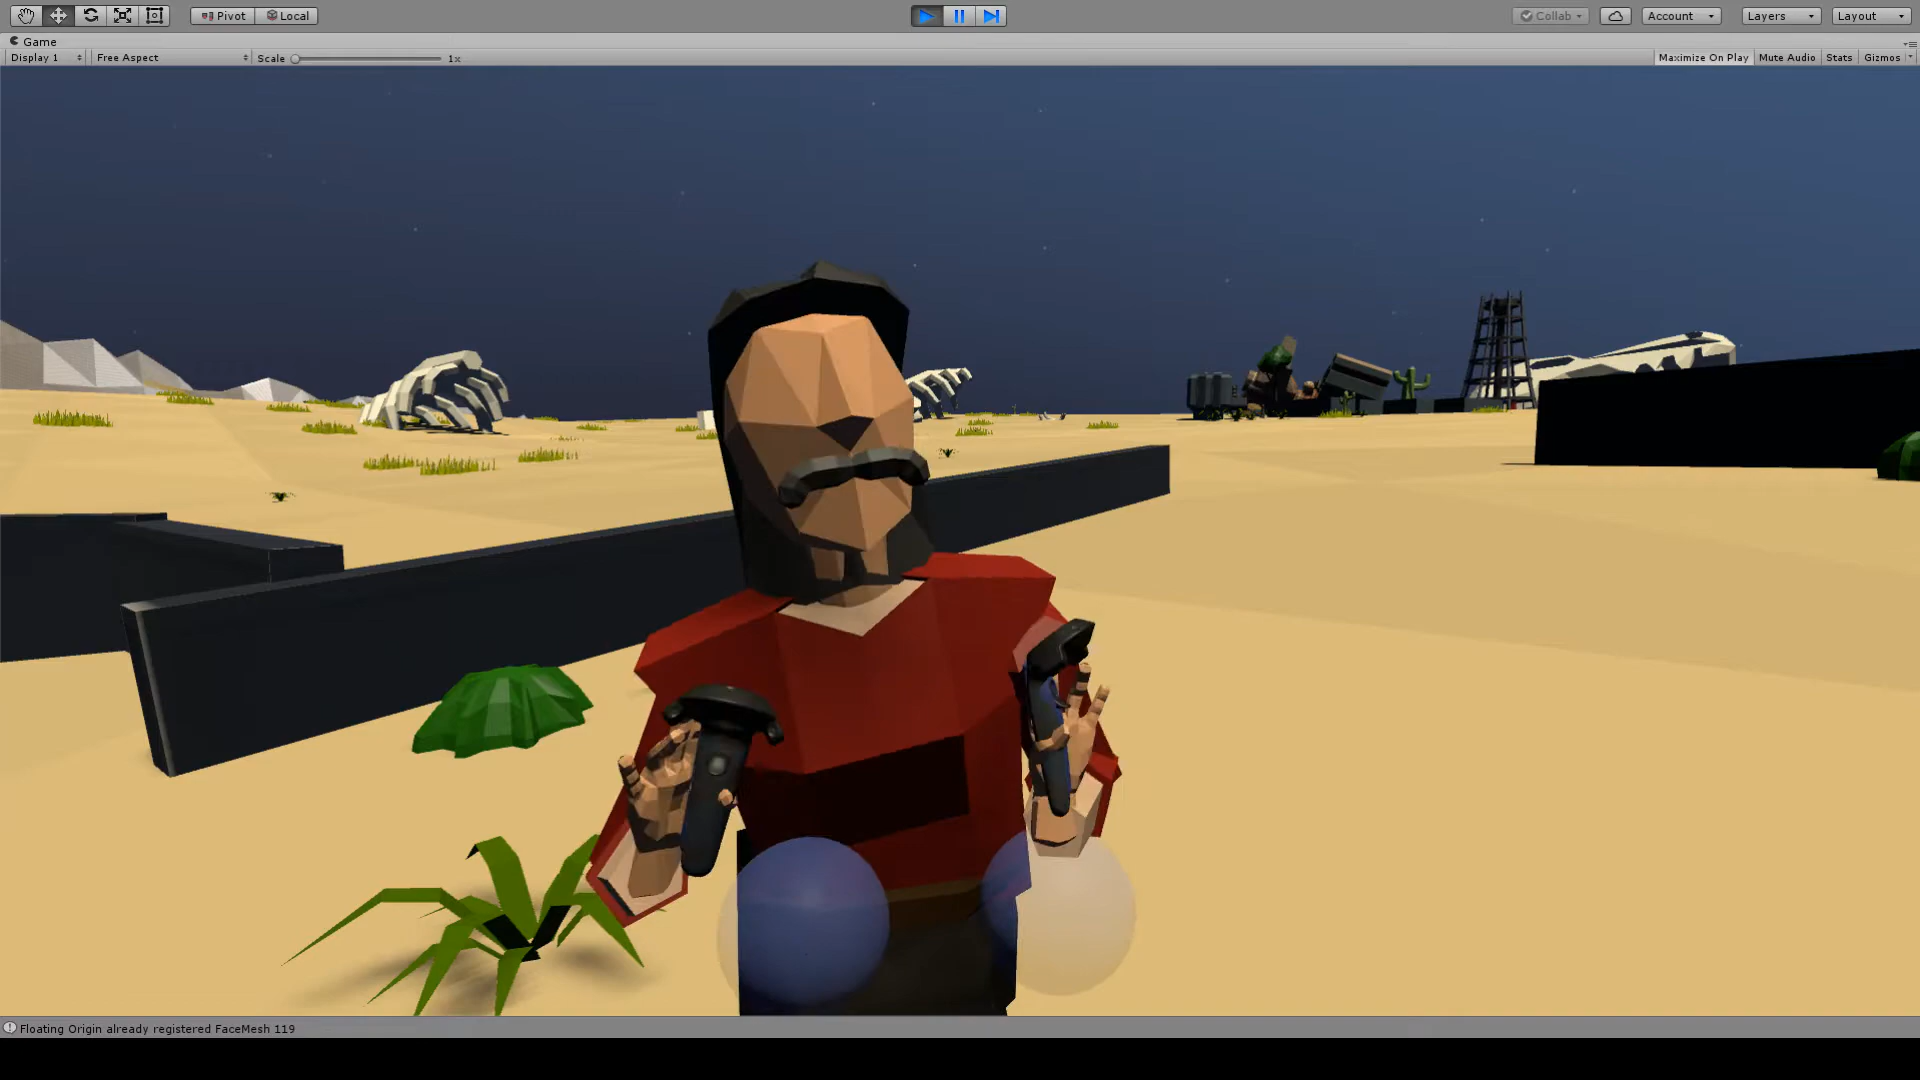 Pivot Local Collab Account Layers Layout
Game
Display 1 Free Aspect Scale 1x Maximize On Play Mute Audio Stats Gizmos
Floating Origin already registered FaceMesh 119